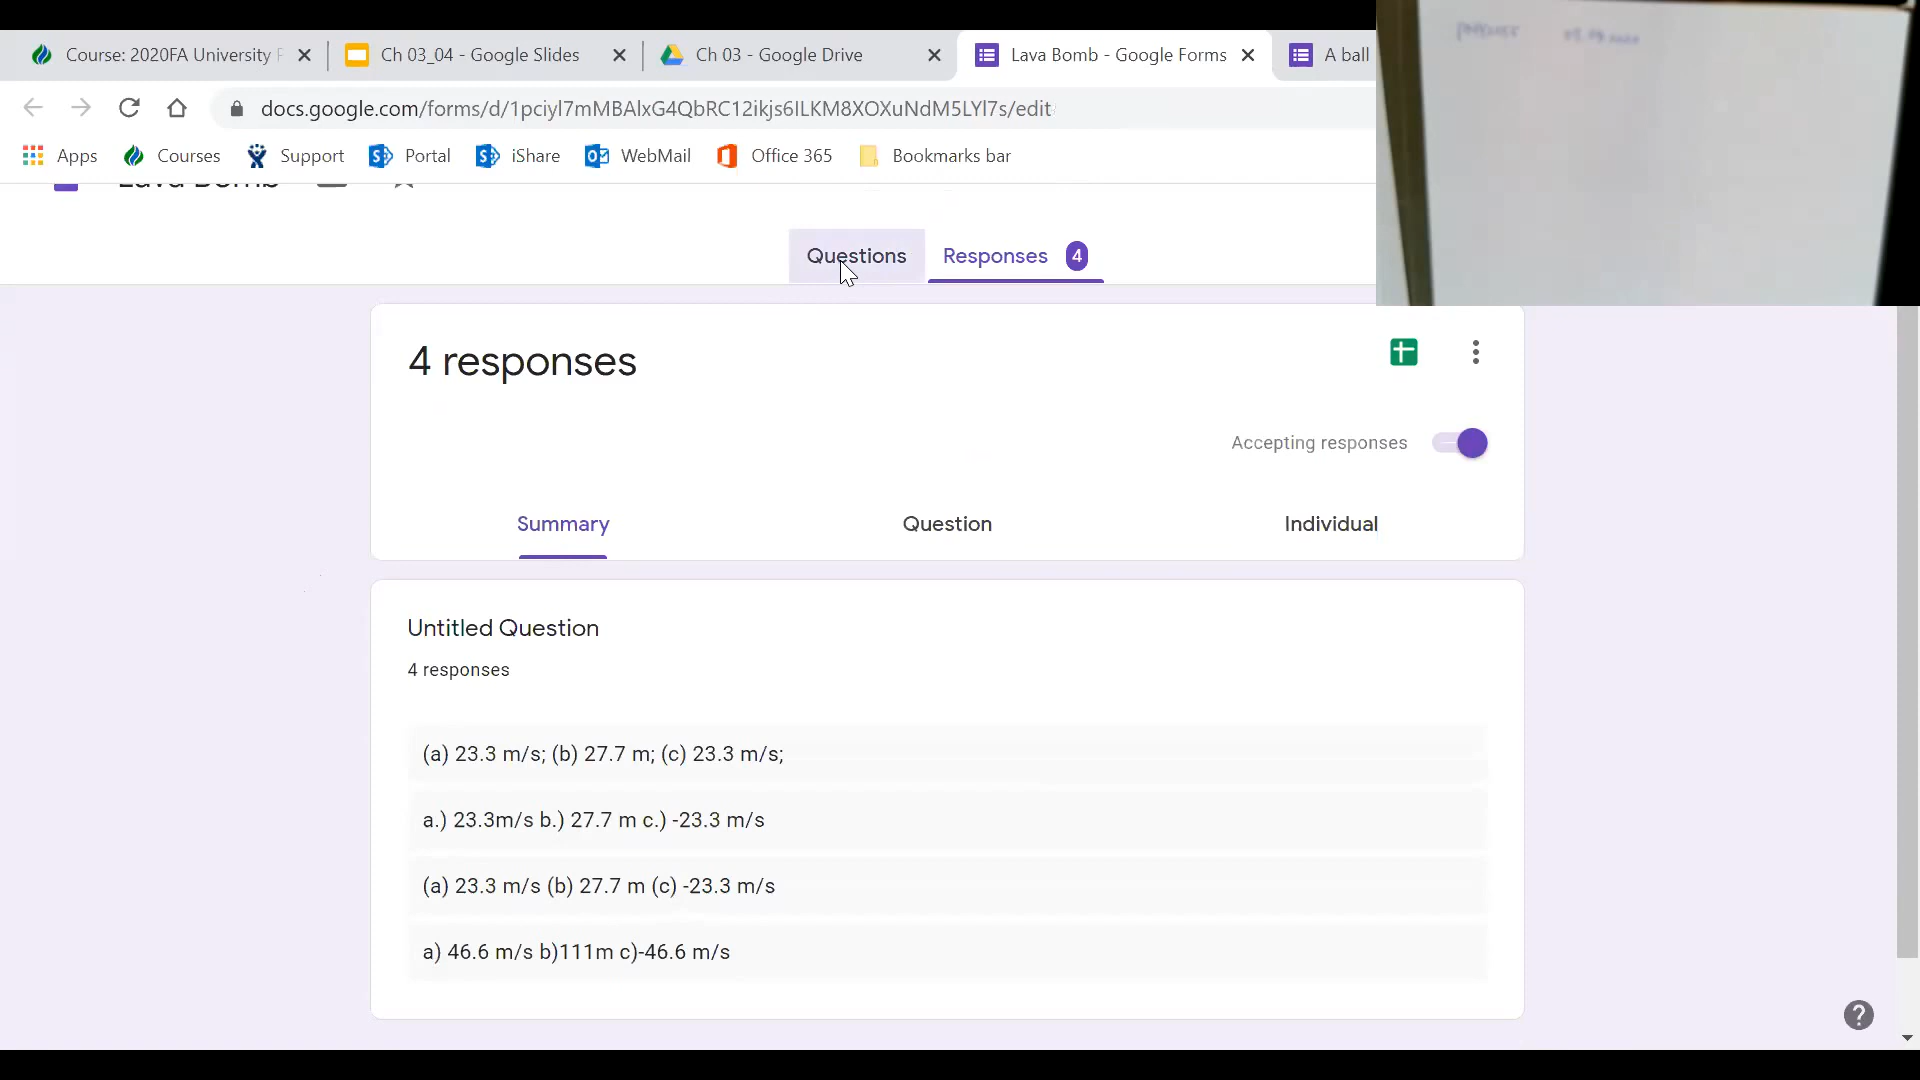 Course: 2020FA University
Ch 03_04 - Google Slides
Ch 03 - Google Drive
Lava Bomb - Google Forms
A ball
docs.google.com/forms/d/1pciyl7mMBAlxG4QbRC12ikjs6ILKM8XOXuNdM5LYl7s/edit
Apps
Courses
Support
Portal
iShare
WebMail
Office 365
Bookmarks bar
Lava Bomb
Questions
Responses 4
4 responses
Accepting responses
Summary
Question
Individual
Untitled Question
4 responses
(a) 23.3 m/s; (b) 27.7 m; (c) 23.3 m/s;
a.) 23.3m/s b.) 27.7 m c.) -23.3 m/s
(a) 23.3 m/s (b) 27.7 m (c) -23.3 m/s
a) 46.6 m/s b)111m c)-46.6 m/s